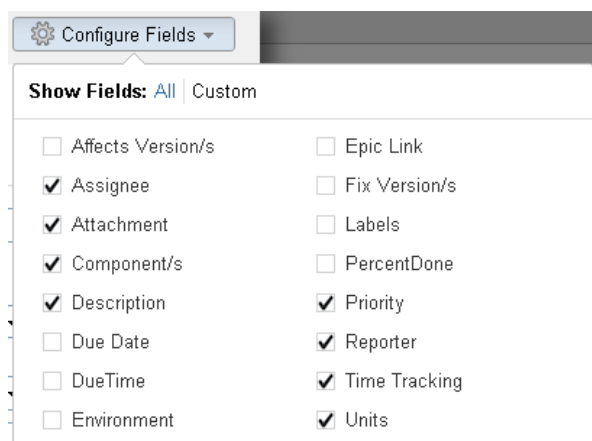 Configure Fields
Show Fields: All Custom
Affects Version/s
Assignee
Attachment
Component/s
Description
Due Date
DueTime
Environment
Epic Link
Fix Version/s
Labels
PercentDone
Priority
Reporter
Time Tracking
Units